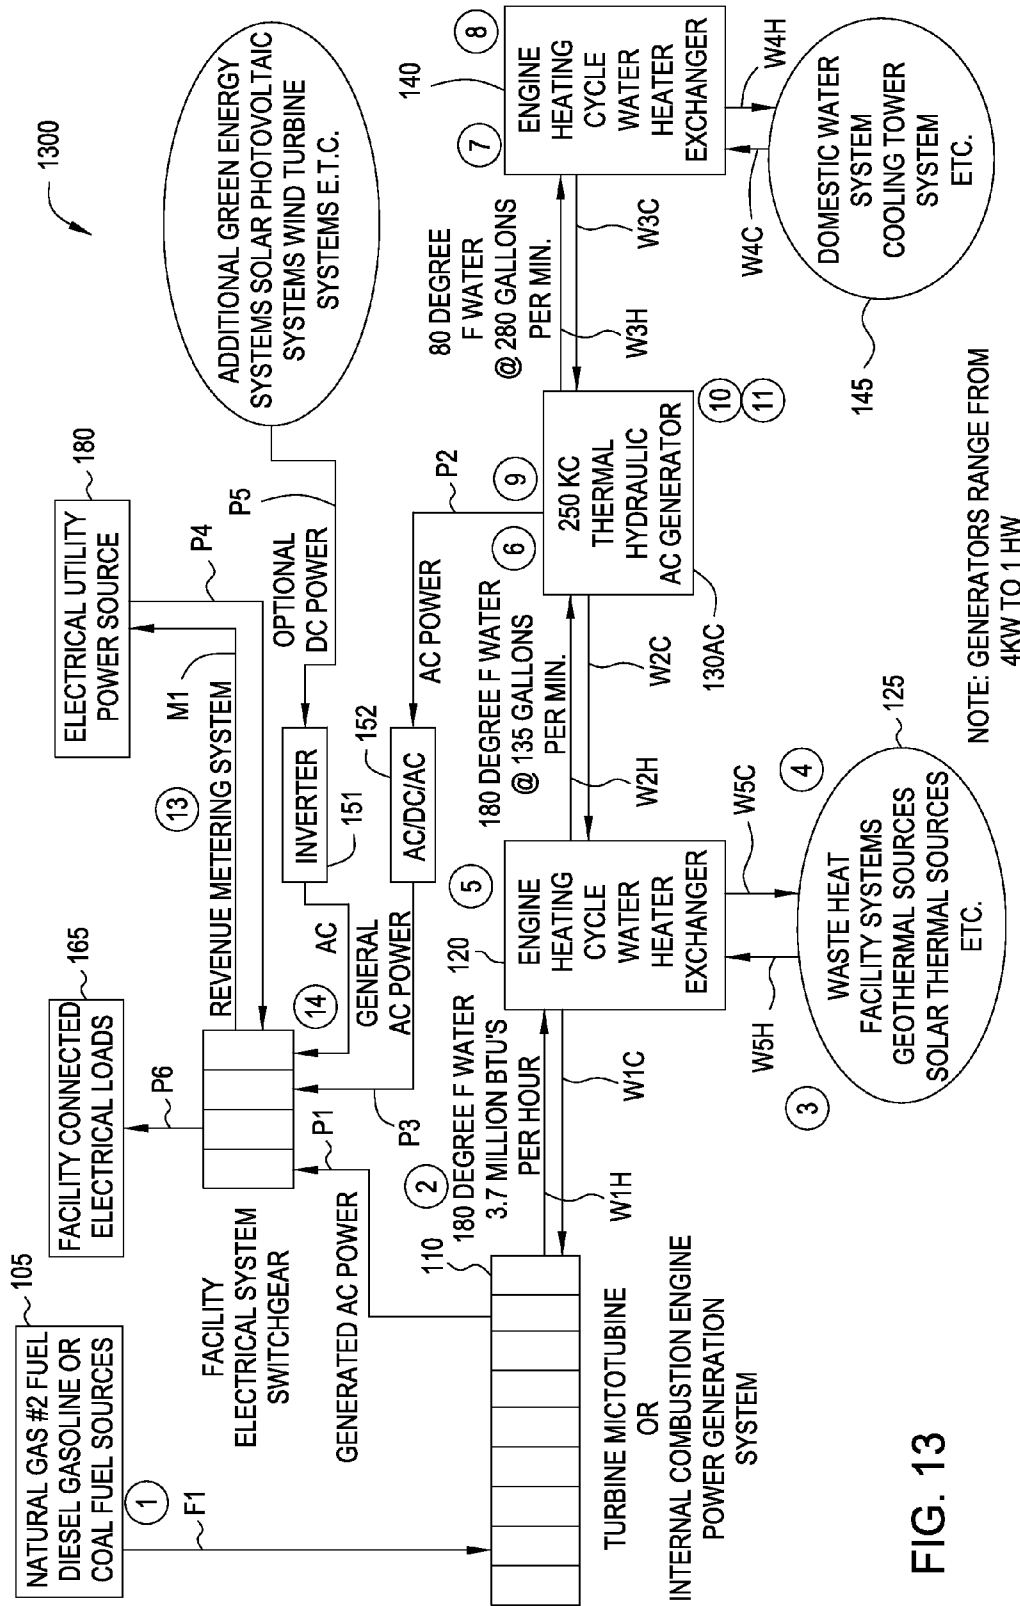 1300
NATURAL GAS #2 FUEL
DIESEL GASOLINE OR
COAL FUEL SOURCES
105
1
F1
FACILITY CONNECTED
ELECTRICAL LOADS
165
P6
ELECTRICAL UTILITY
POWER SOURCE
180
P4
M1
13
REVENUE METERING SYSTEM
FACILITY
ELECTRICAL SYSTEM
SWITCHGEAR
14
ADDITIONAL GREEN ENERGY
SYSTEMS SOLAR PHOTOVOLTAIC
SYSTEMS WIND TURBINE
SYSTEMS E.T.C.
P5
OPTIONAL
DC POWER
INVERTER
151
AC
GENERAL
AC POWER
AC/DC/AC
152
AC POWER
P2
P3
P1
GENERATED AC POWER
110
2
180 DEGREE F WATER
3.7 MILLION BTU'S
PER HOUR
W1H
W1C
TURBINE MICTOTUBINE
OR
INTERNAL COMBUSTION ENGINE
POWER GENERATION
SYSTEM
120
5
ENGINE
HEATING
CYCLE
WATER
HEATER
EXCHANGER
180 DEGREE F WATER
@ 135 GALLONS
PER MIN.
W2H
W2C
6
9
250 KC
THERMAL
HYDRAULIC
AC GENERATOR
130AC
10
11
80 DEGREE
F WATER
@ 280 GALLONS
PER MIN.
W3H
W3C
7
140
8
ENGINE
HEATING
CYCLE
WATER
HEATER
EXCHANGER
W4C
W4H
DOMESTIC WATER
SYSTEM
COOLING TOWER
SYSTEM
ETC.
145
W5H
W5C
3
4
WASTE HEAT
FACILITY SYSTEMS
GEOTHERMAL SOURCES
SOLAR THERMAL SOURCES
ETC.
125
NOTE: GENERATORS RANGE FROM
4KW TO 1 HW
FIG. 13